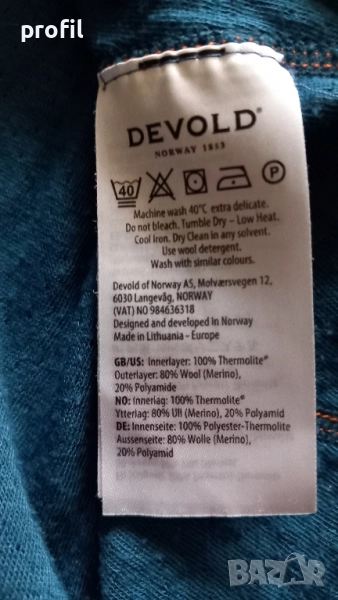 profil
DEVOLD®
NORWAY 1853
40 P
Machine wash 40°C extra delicate.
Do not bleach. Tumble Dry – Low Heat.
Cool Iron. Dry Clean in any solvent.
Use wool detergent.
Wash with similar colours.
Devold of Norway AS, Molværsvegen 12,
6030 Langevåg, NORWAY
(VAT) NO 984636318
Designed and developed in Norway
Made in Lithuania - Europe
GB/US: Innerlayer: 100% Thermolite®
Outerlayer: 80% Wool (Merino),
20% Polyamide
NO: Innerlag: 100% Thermolite®
Ytterlag: 80% Ull (Merino), 20% Polyamid
DE: Innenseite: 100% Polyester-Thermolite
Aussenseite: 80% Wolle (Merino),
20% Polyamid
BAZAR